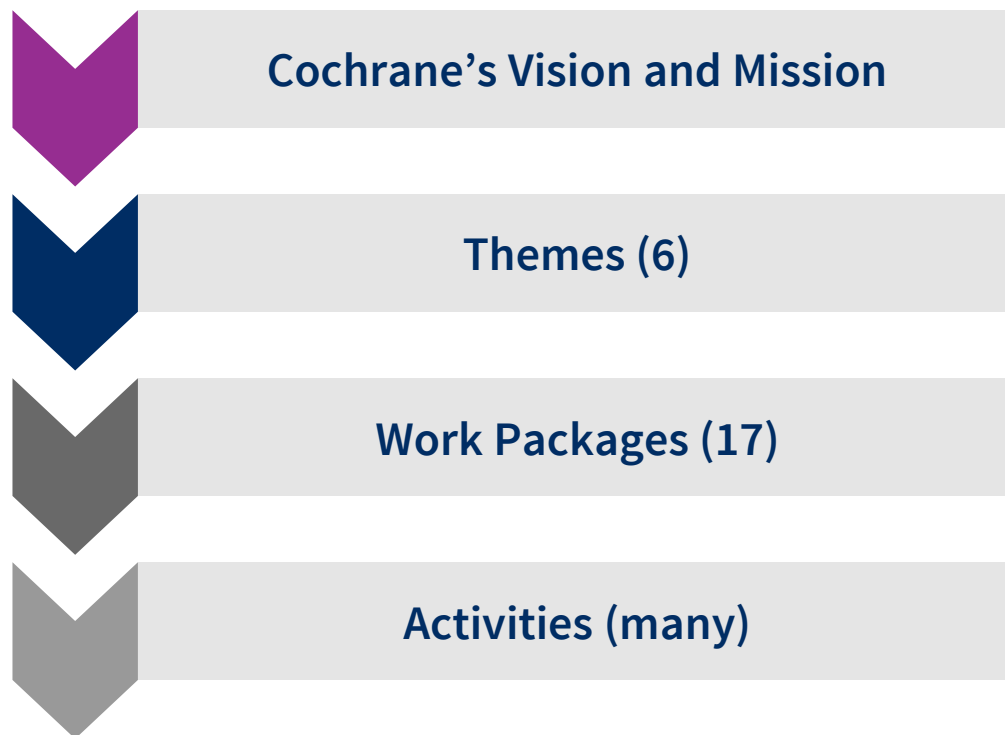 Cochrane’s Vision and Mission
Themes (6)
Work Packages (17)
Activities (many)